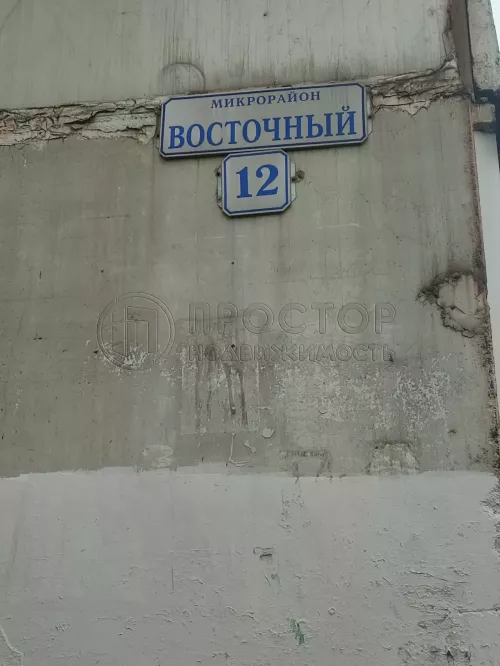 МИКРОРАЙОН
ВОСТОЧНЫЙ
12
ПРОСТОР
НЕДВИЖИМОСТЬ